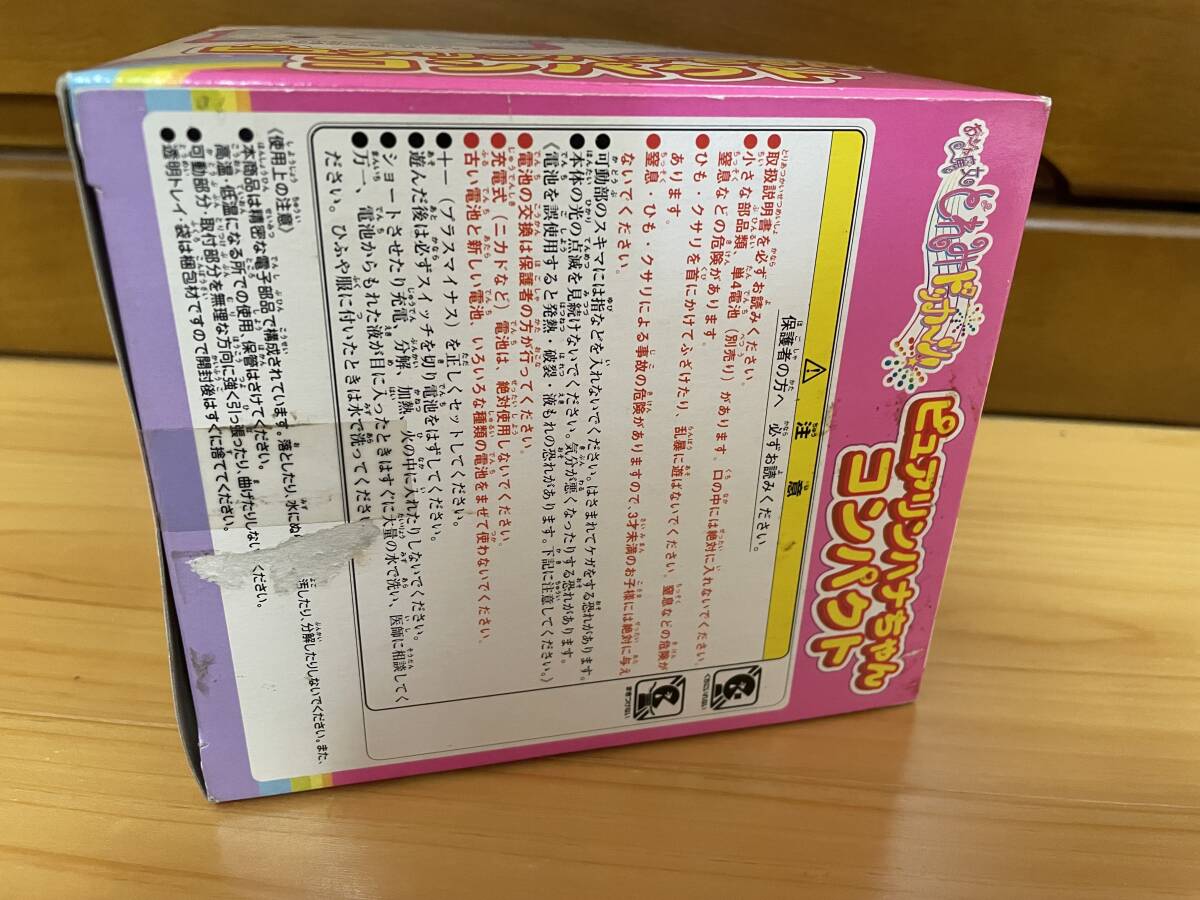 おジャ魔女どれみドッカ～ン!
ピュアリンハナちゃん
コンパクト
注意
保護者の方へ 必ずお読みください。
●取扱説明書を必ずお読みください。
●小さな部品類、単4電池（別売り）があります。口の中には絶対に入れないでください。
窒息などの危険があります。
●ひも・クサリを首にかけてふざけたり、乱暴に遊ばないでください。窒息などの危険が
あります。
●窒息・ひも・クサリによる事故の危険がありますので、3才未満のお子様には絶対に与え
ないでください。
●可動部のスキマには指などを入れないでください。はさまれてケガをする恐れがあります。
●本体の光の点滅を見続けないでください。気分が悪くなったりする恐れがあります。
〈電池を誤使用すると発熱・破裂・液もれの恐れがあります。下記に注意してください。〉
●電池の交換は保護者の方が行ってください。
●充電式（ニカドなど）電池は、絶対使用しないでください。
●古い電池と新しい電池、いろいろな種類の電池をまぜて使わないでください。
●＋－（プラスマイナス）を正しくセットしてください。
●遊んだ後は必ずスイッチを切り電池をはずしてください。
●ショートさせたり充電、分解、加熱、火の中に入れたりしないでください。
●万一、電池からもれた液が目に入ったときはすぐに大量の水で洗い、医師に相談してく
ださい。ひふや服に付いたときは水で洗ってください
〈使用上の注意〉
●本商品は精密な電子部品で構成されています。落としたり、水にぬら 汚したり、分解したりしないでください。また、
高温、低温になる所での使用、保管はさけてください。
●可動部分・取付部分を無理な方向に強く引っ張ったり、曲げたりしない ください。
●透明トレイ、袋は梱包材ですので開封後はすぐに捨ててください。